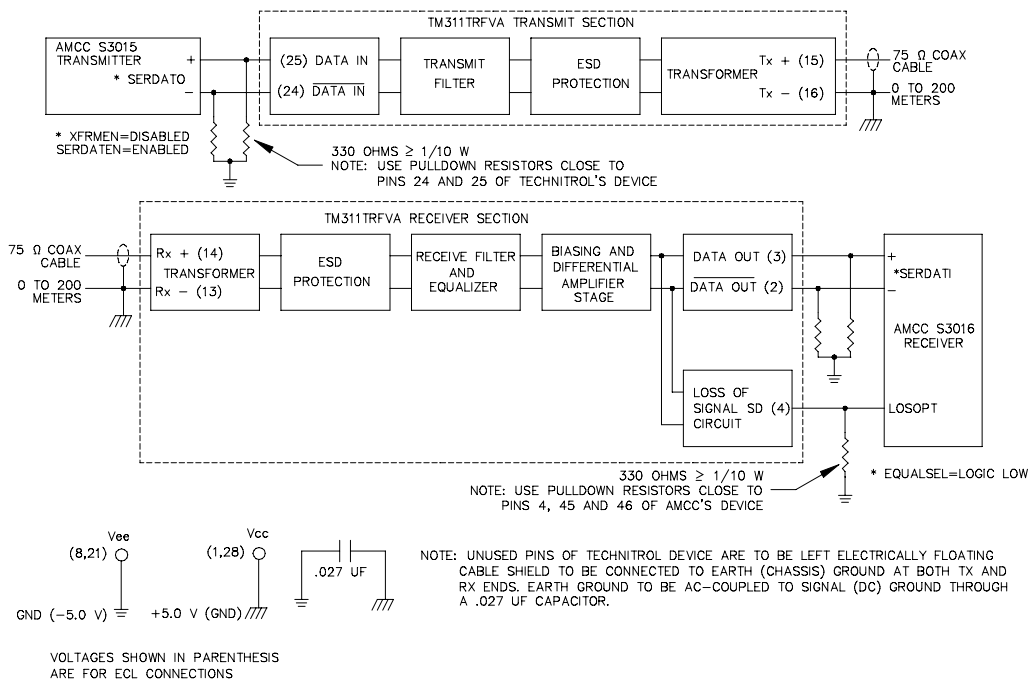 TM311TRFVA TRANSMIT SECTION
AMCC S3015
TRANSMITTER
* SERDATO
+
−
(25) DATA IN
(24) DATA IN
TRANSMIT
FILTER
ESD
PROTECTION
TRANSFORMER
Tx + (15)
Tx − (16)
75 Ω COAX
CABLE
0 TO 200
METERS
* XFRMEN=DISABLED
SERDATEN=ENABLED
330 OHMS ≥ 1/10 W
NOTE: USE PULLDOWN RESISTORS CLOSE TO
PINS 24 AND 25 OF TECHNITROL'S DEVICE
TM311TRFVA RECEIVER SECTION
75 Ω COAX
CABLE
0 TO 200
METERS
Rx + (14)
TRANSFORMER
Rx − (13)
ESD
PROTECTION
RECEIVE FILTER
AND
EQUALIZER
BIASING AND
DIFFERENTIAL
AMPLIFIER
STAGE
DATA OUT (3)
DATA OUT (2)
+
*SERDATI
−
AMCC S3016
RECEIVER
LOSS OF
SIGNAL SD (4)
CIRCUIT
LOSOPT
330 OHMS ≥ 1/10 W
NOTE: USE PULLDOWN RESISTORS CLOSE TO
PINS 4, 45 AND 46 OF AMCC'S DEVICE
* EQUALSEL=LOGIC LOW
Vee
(8,21)
GND (−5.0 V)
Vcc
(1,28)
+5.0 V (GND)
.027 UF
NOTE: UNUSED PINS OF TECHNITROL DEVICE ARE TO BE LEFT ELECTRICALLY FLOATING
CABLE SHIELD TO BE CONNECTED TO EARTH (CHASSIS) GROUND AT BOTH TX AND
RX ENDS. EARTH GROUND TO BE AC−COUPLED TO SIGNAL (DC) GROUND THROUGH
A .027 UF CAPACITOR.
VOLTAGES SHOWN IN PARENTHESIS
ARE FOR ECL CONNECTIONS